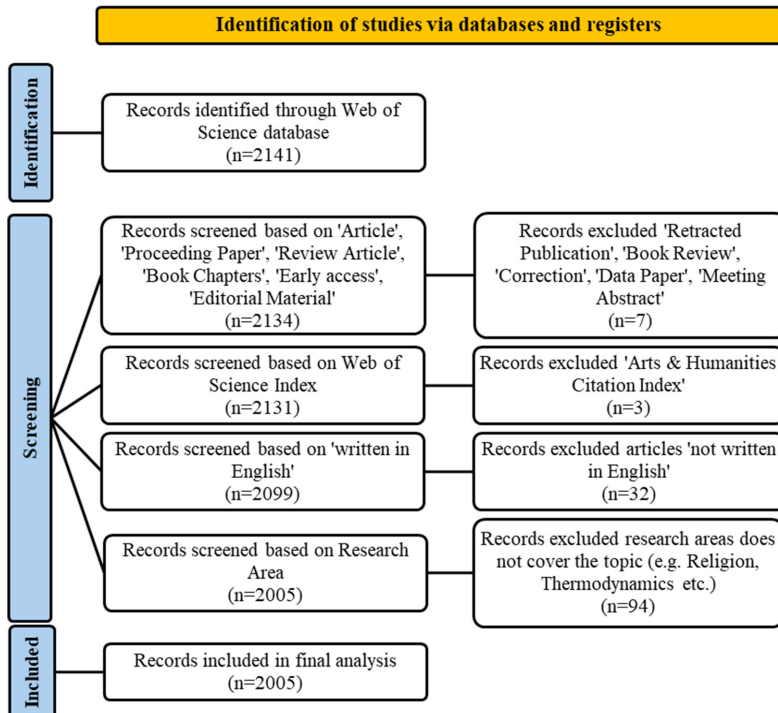 Identification of studies via databases and registers
Identification
Records identified through Web of
Science database
(n=2141)
Screening
Records screened based on 'Article',
'Proceeding Paper', 'Review Article',
'Book Chapters', 'Early access',
'Editorial Material'
(n=2134)
Records excluded 'Retracted
Publication', 'Book Review',
'Correction', 'Data Paper', 'Meeting
Abstract'
(n=7)
Records screened based on Web of
Science Index
(n=2131)
Records excluded 'Arts & Humanities
Citation Index'
(n=3)
Records screened based on 'written in
English'
(n=2099)
Records excluded articles 'not written
in English'
(n=32)
Records screened based on Research
Area
(n=2005)
Records excluded research areas does
not cover the topic (e.g. Religion,
Thermodynamics etc.)
(n=94)
Included
Records included in final analysis
(n=2005)